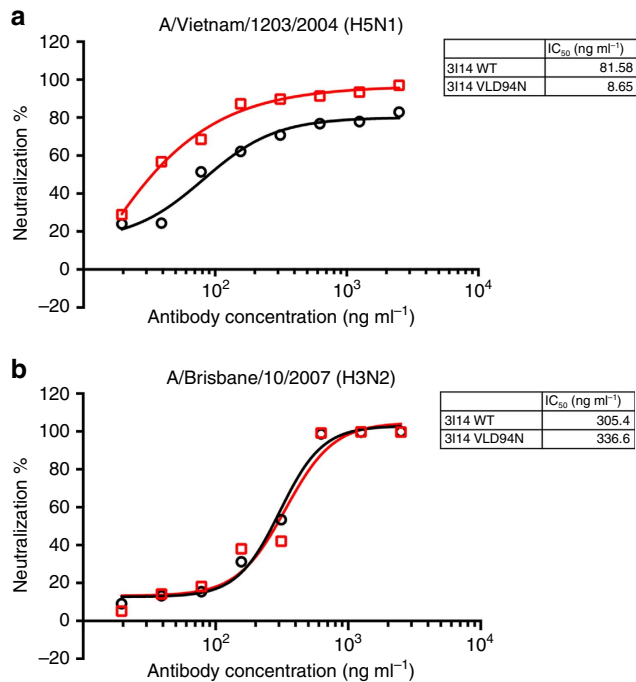 a
A/Vietnam/1203/2004 (H5N1)
IC50 (ng ml⁻¹)
3I14 WT 81.58
3I14 VLD94N 8.65
Neutralization %
120
100
80
60
40
20
0
–20
10² 10³ 10⁴
Antibody concentration (ng ml⁻¹)
b
A/Brisbane/10/2007 (H3N2)
IC50 (ng ml⁻¹)
3I14 WT 305.4
3I14 VLD94N 336.6
Neutralization %
120
100
80
60
40
20
0
–20
10² 10³ 10⁴
Antibody concentration (ng ml⁻¹)